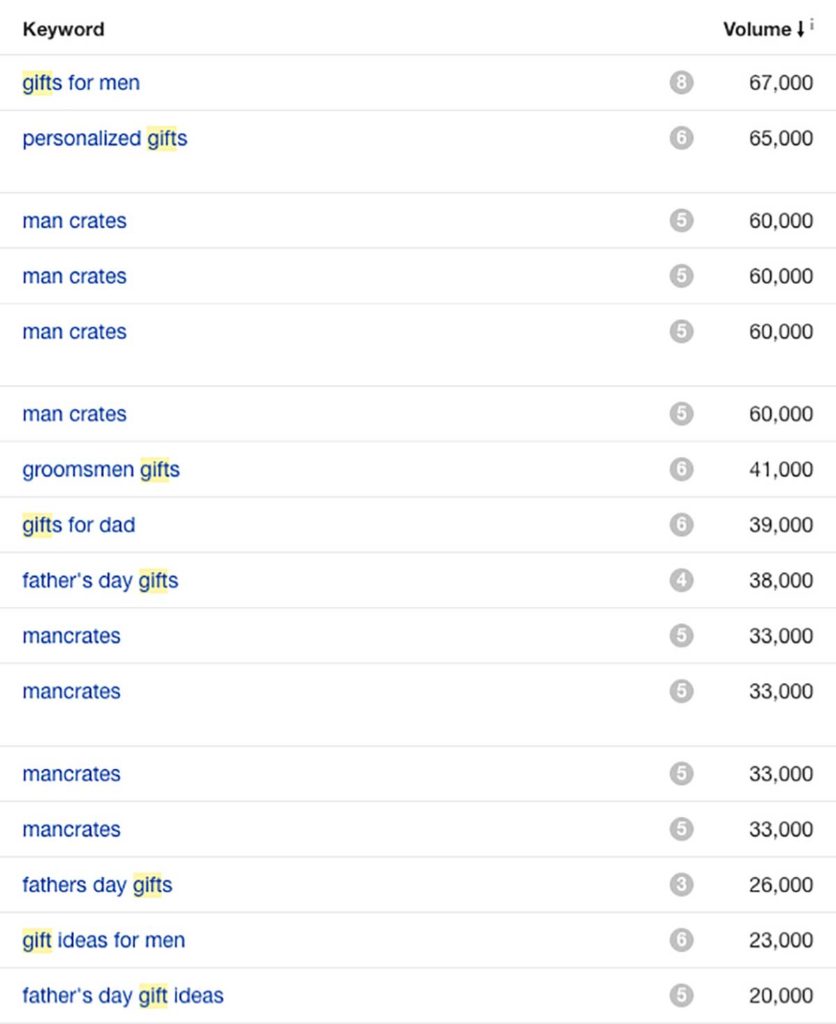 Keyword Volume ↓ i
gifts for men 8 67,000
personalized gifts 6 65,000
man crates 5 60,000
man crates 5 60,000
man crates 5 60,000
man crates 5 60,000
groomsmen gifts 6 41,000
gifts for dad 6 39,000
father's day gifts 4 38,000
mancrates 5 33,000
mancrates 5 33,000
mancrates 5 33,000
mancrates 5 33,000
fathers day gifts 3 26,000
gift ideas for men 6 23,000
father's day gift ideas 5 20,000